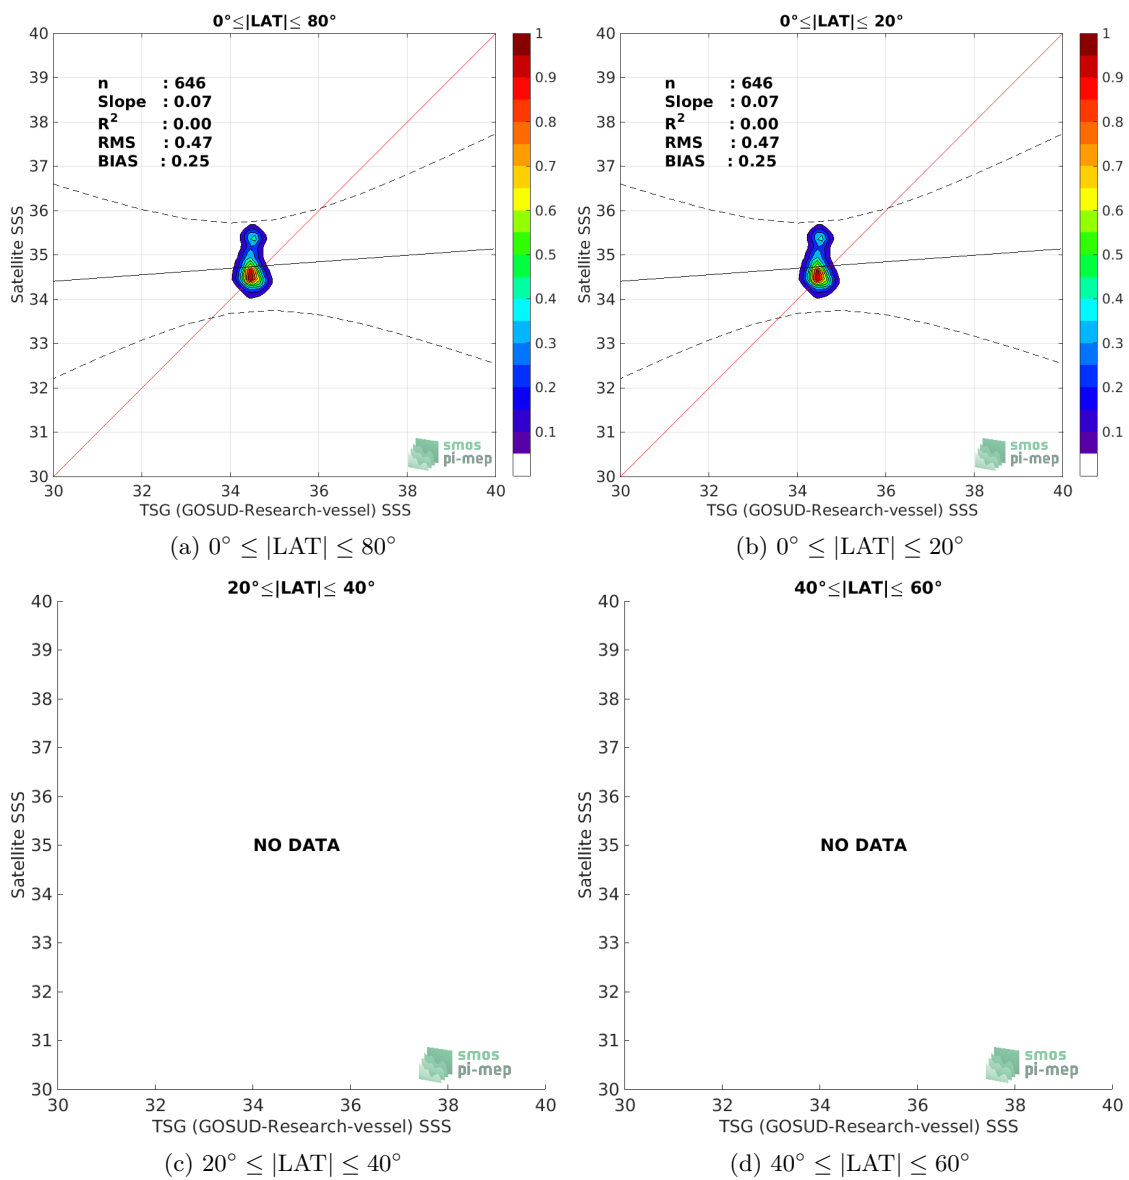 0°≤|LAT|≤ 80°
40
39
38
37
36
35
34
33
32
31
30
Satellite SSS
n : 646
Slope : 0.07
R² : 0.00
RMS : 0.47
BIAS : 0.25
1
0.9
0.8
0.7
0.6
0.5
0.4
0.3
0.2
0.1
smos
pi-mep
30 32 34 36 38 40
TSG (GOSUD-Research-vessel) SSS
(a) 0° ≤ |LAT| ≤ 80°
0°≤|LAT|≤ 20°
40
39
38
37
36
35
34
33
32
31
30
Satellite SSS
n : 646
Slope : 0.07
R² : 0.00
RMS : 0.47
BIAS : 0.25
1
0.9
0.8
0.7
0.6
0.5
0.4
0.3
0.2
0.1
smos
pi-mep
30 32 34 36 38 40
TSG (GOSUD-Research-vessel) SSS
(b) 0° ≤ |LAT| ≤ 20°
20°≤|LAT|≤ 40°
40
39
38
37
36
35
34
33
32
31
30
Satellite SSS
NO DATA
smos
pi-mep
30 32 34 36 38 40
TSG (GOSUD-Research-vessel) SSS
(c) 20° ≤ |LAT| ≤ 40°
40°≤|LAT|≤ 60°
40
39
38
37
36
35
34
33
32
31
30
Satellite SSS
NO DATA
smos
pi-mep
30 32 34 36 38 40
TSG (GOSUD-Research-vessel) SSS
(d) 40° ≤ |LAT| ≤ 60°